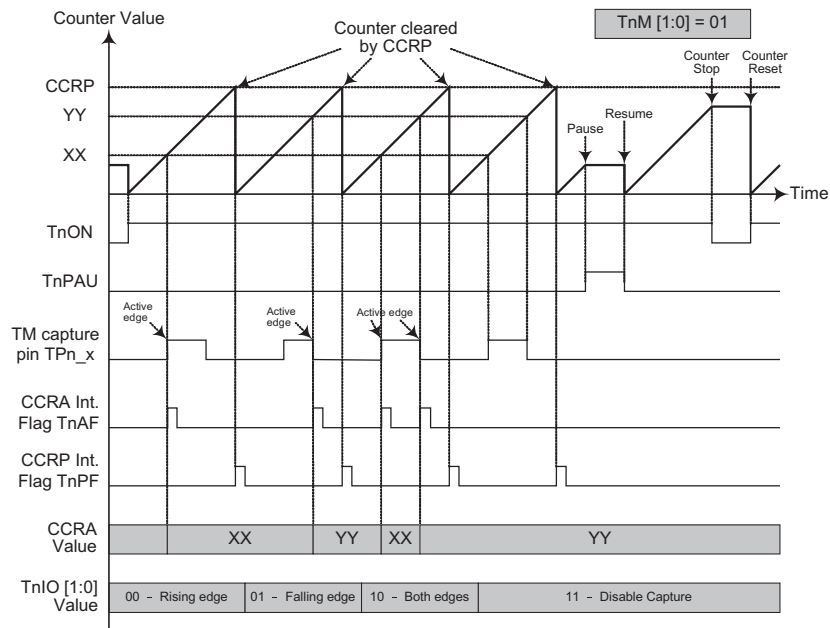 Counter Value
TnM [1:0] = 01
Counter cleared
by CCRP
Counter
Stop
Counter
Reset
CCRP
YY
Pause
Resume
XX
Time
TnON
TnPAU
Active
edge
Active
edge
Active edge
TM capture
pin TPn_x
CCRA Int.
Flag TnAF
CCRP Int.
Flag TnPF
CCRA
Value
XX
YY
XX
YY
TnIO [1:0]
Value
00 – Rising edge
01 – Falling edge
10 – Both edges
11 – Disable Capture